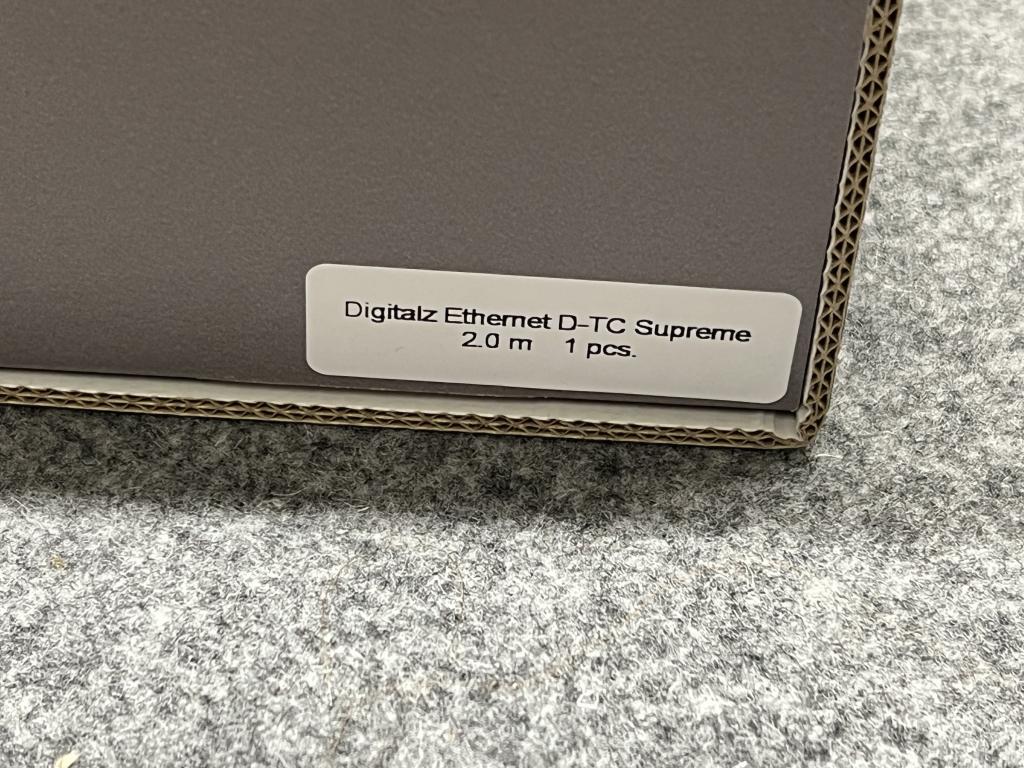 Digitalz Ethernet D-TC Supreme
2.0 m 1 pcs.